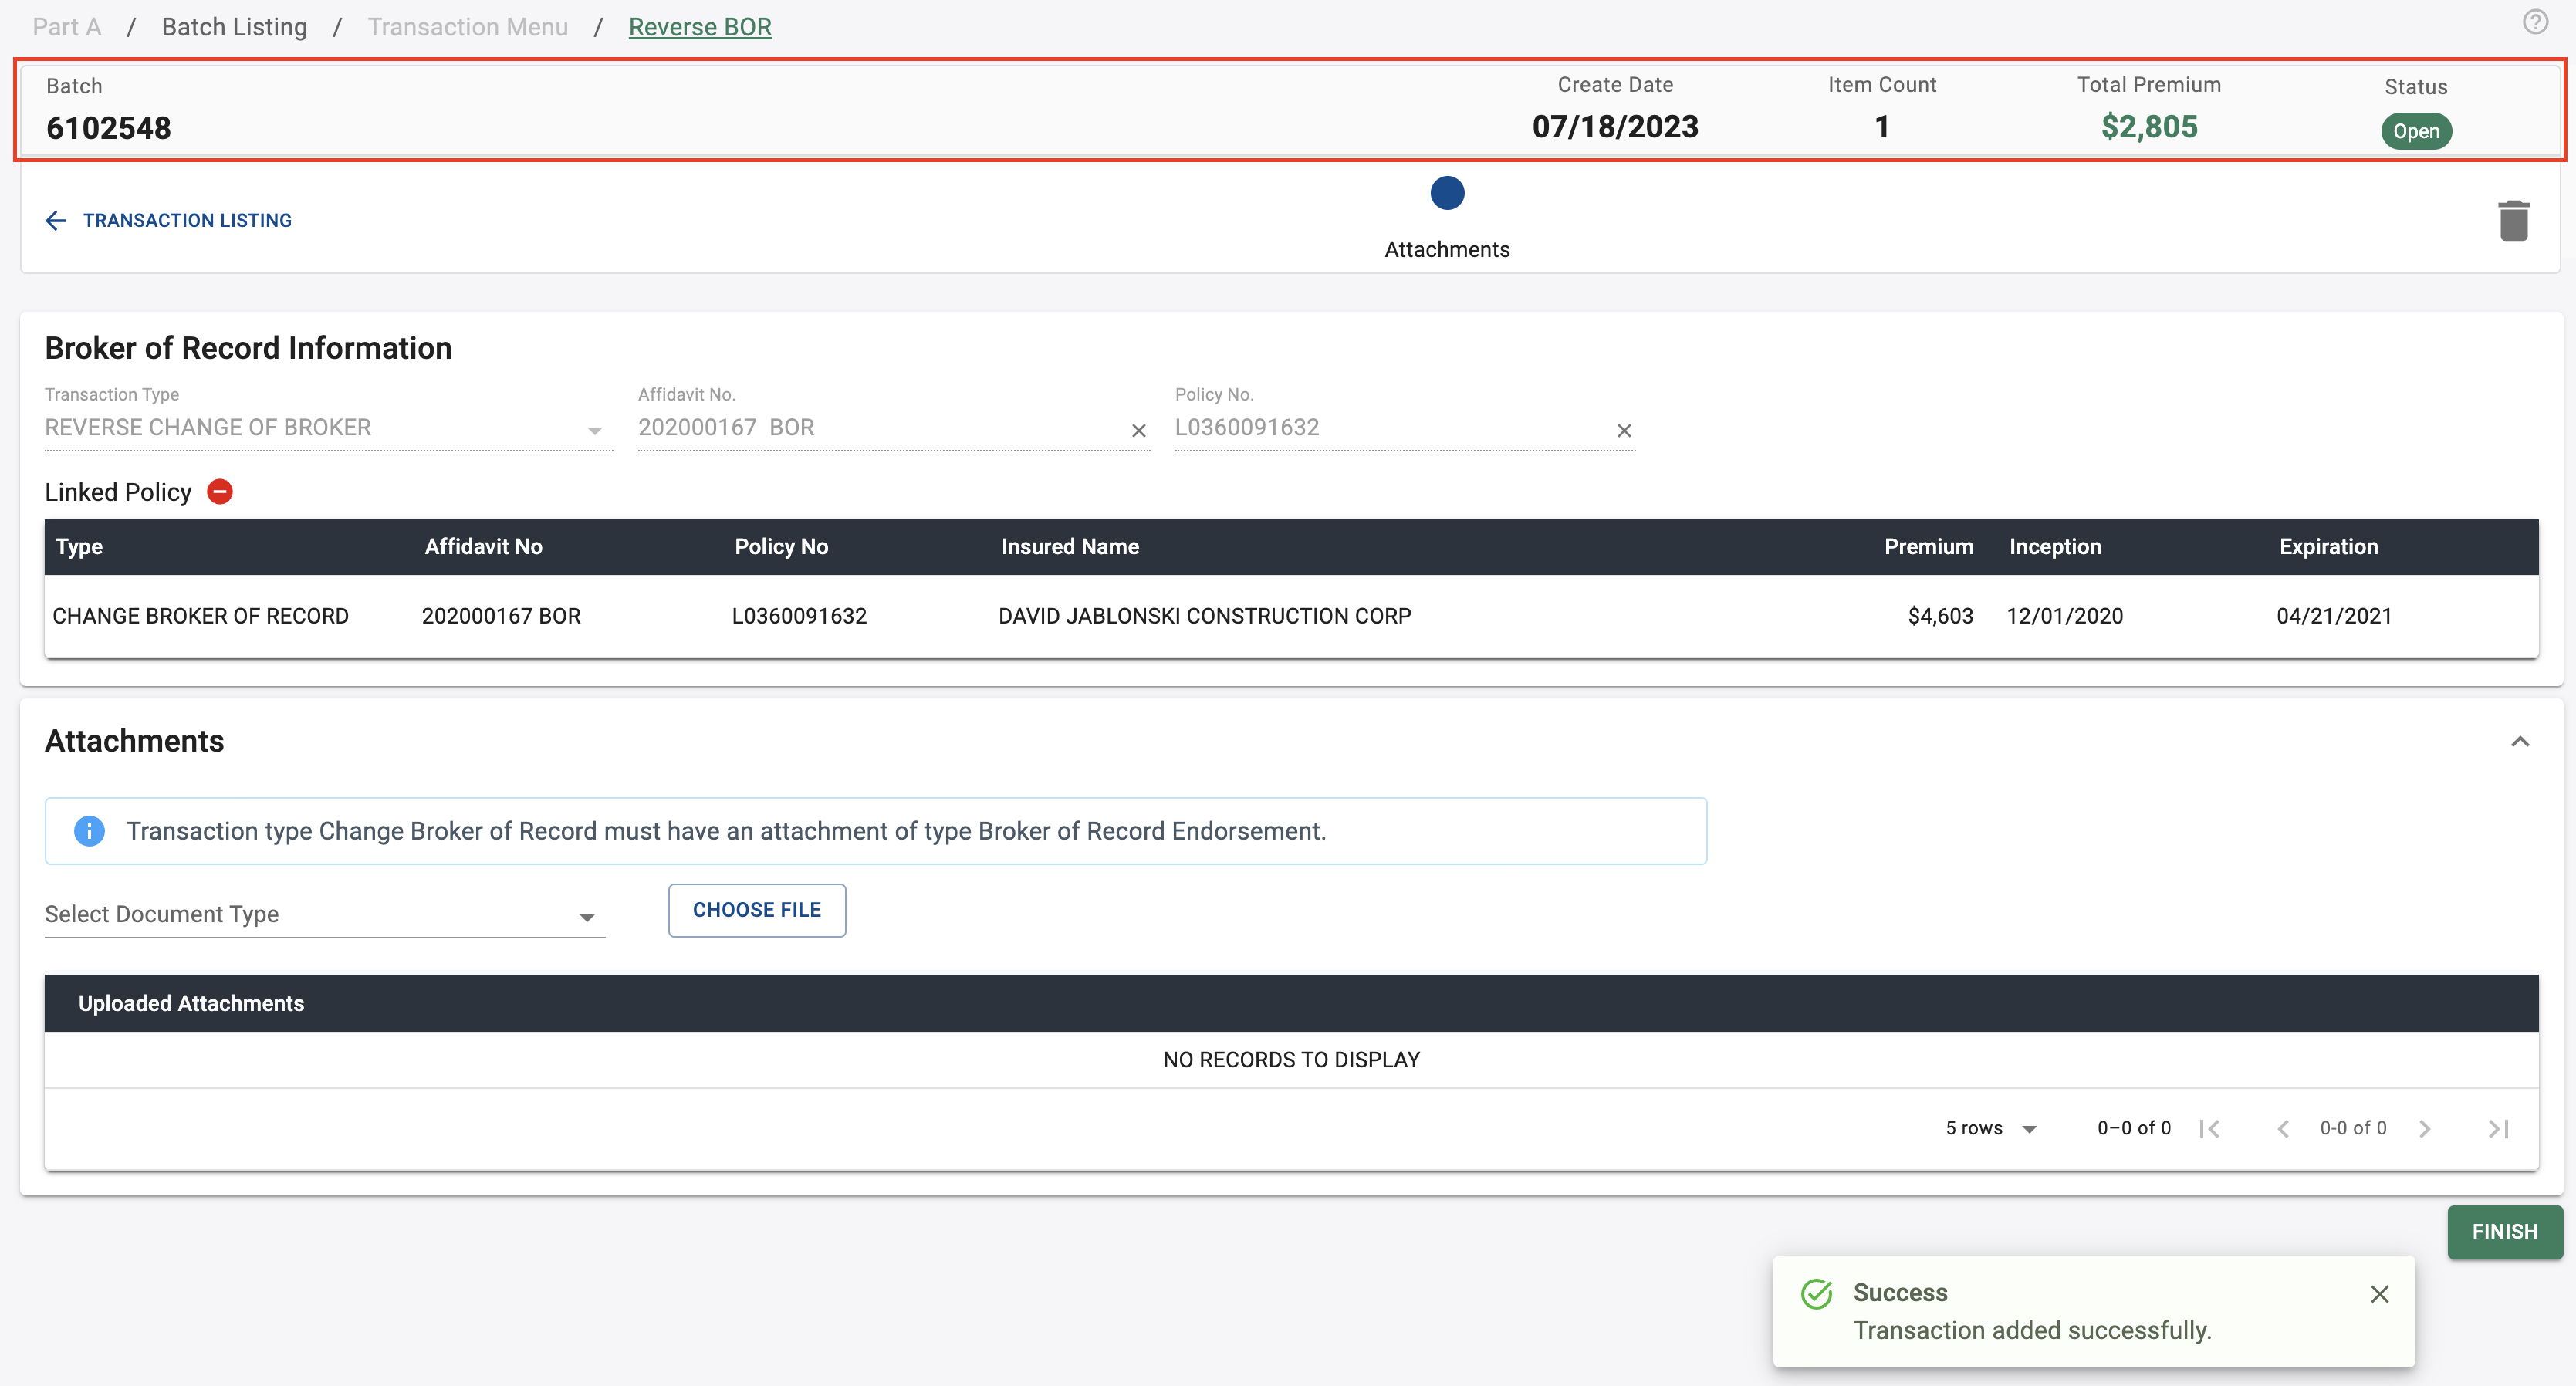 Part A / Batch Listing / Transaction Menu / Reverse BOR
Batch Create Date Item Count Total Premium Status
6102548 07/18/2023 1 $2,805 Open
TRANSACTION LISTING
Attachments
Broker of Record Information
Transaction Type Affidavit No. Policy No.
REVERSE CHANGE OF BROKER 202000167 BOR L0360091632
Linked Policy
Type Affidavit No Policy No Insured Name Premium Inception Expiration
CHANGE BROKER OF RECORD 202000167 BOR L0360091632 DAVID JABLONSKI CONSTRUCTION CORP $4,603 12/01/2020 04/21/2021
Attachments
Transaction type Change Broker of Record must have an attachment of type Broker of Record Endorsement.
Select Document Type CHOOSE FILE
Uploaded Attachments
NO RECORDS TO DISPLAY
5 rows 0–0 of 0 0-0 of 0
FINISH
Success
Transaction added successfully.